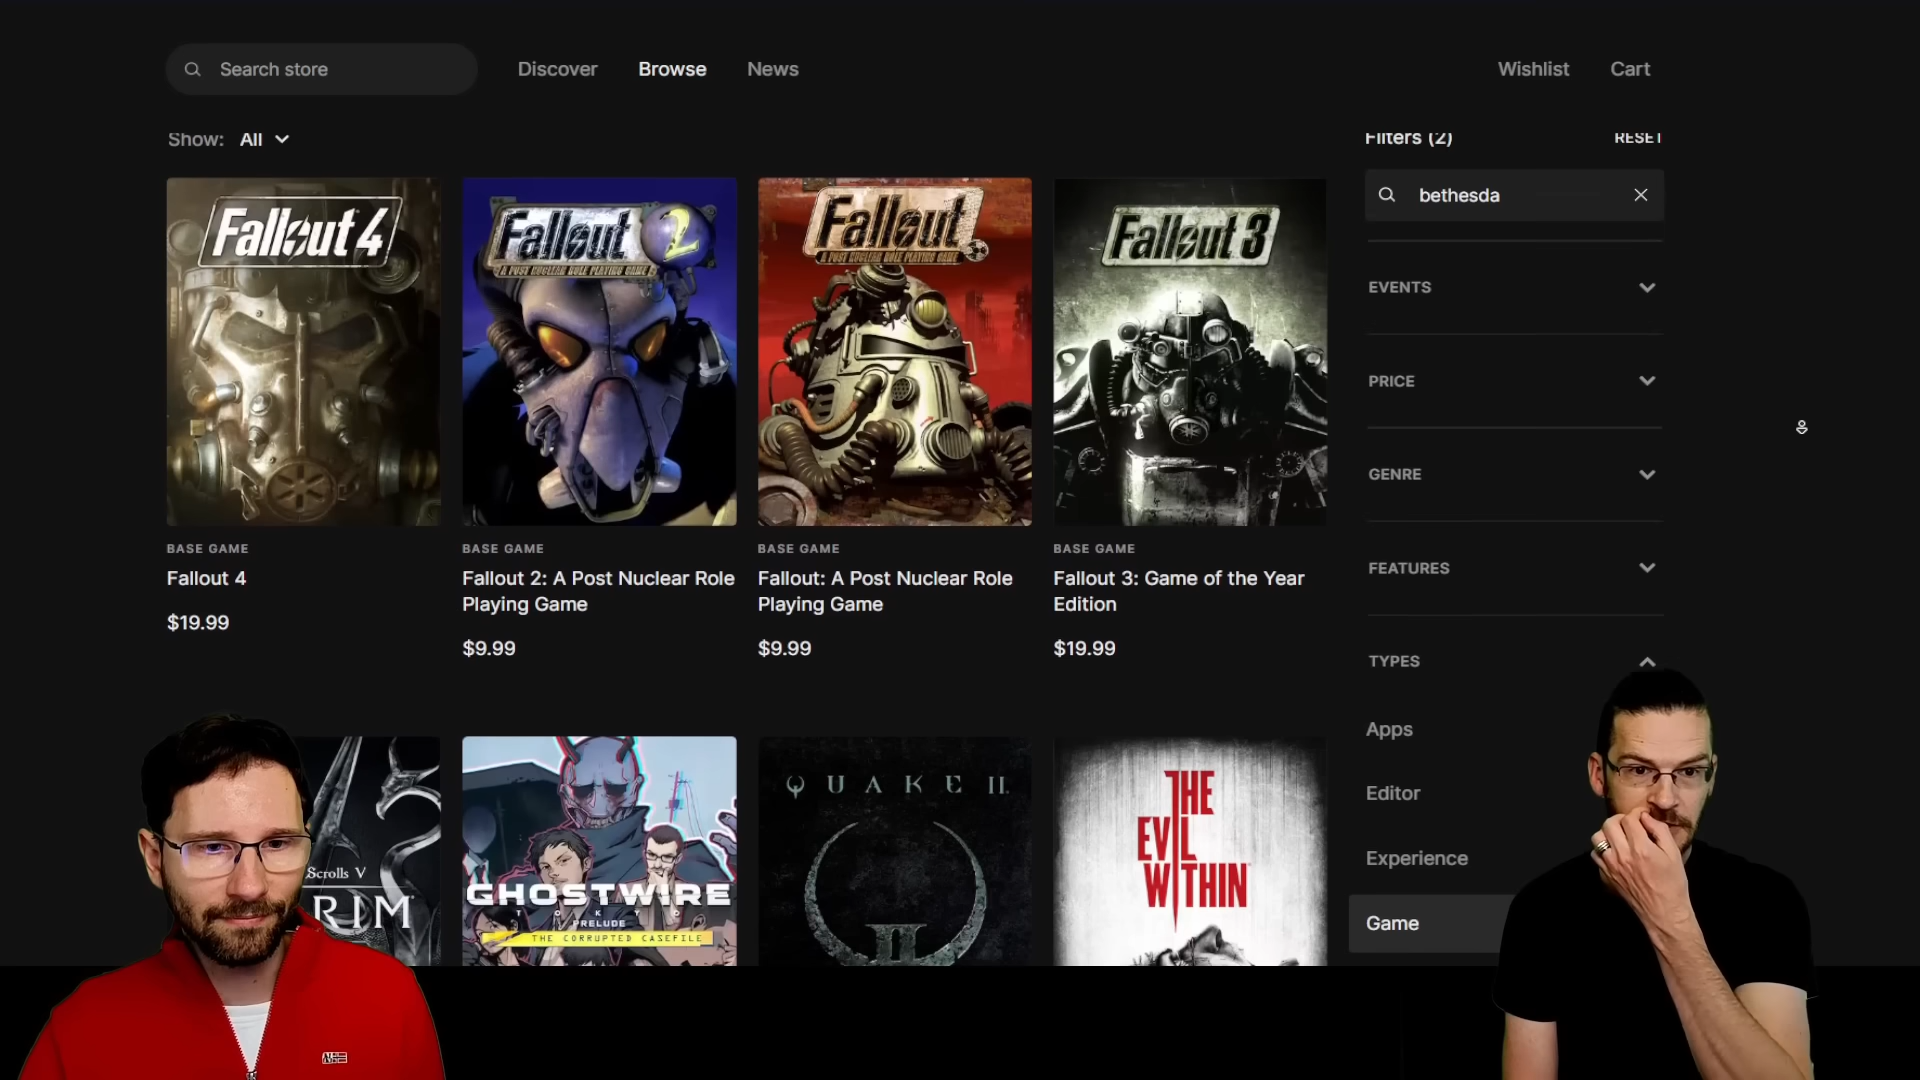 Search store
Discover
Browse
News
Wishlist
Cart
Show: All
Filters (2)
RESET
bethesda
EVENTS
PRICE
GENRE
FEATURES
TYPES
Apps
Editor
Experience
Game
Fallout 4
Fallout 2
A POST NUCLEAR ROLE PLAYING GAME
Fallout
A POST NUCLEAR ROLE PLAYING GAME
Fallout 3
BASE GAME
Fallout 4
$19.99
BASE GAME
Fallout 2: A Post Nuclear Role
Playing Game
$9.99
BASE GAME
Fallout: A Post Nuclear Role
Playing Game
$9.99
BASE GAME
Fallout 3: Game of the Year
Edition
$19.99
Scrolls V
RIM
GHOSTWIRE
TOKYO
PRELUDE
THE CORRUPTED CASEFILE
QUAKE II
II
THE
EVIL
WITHIN